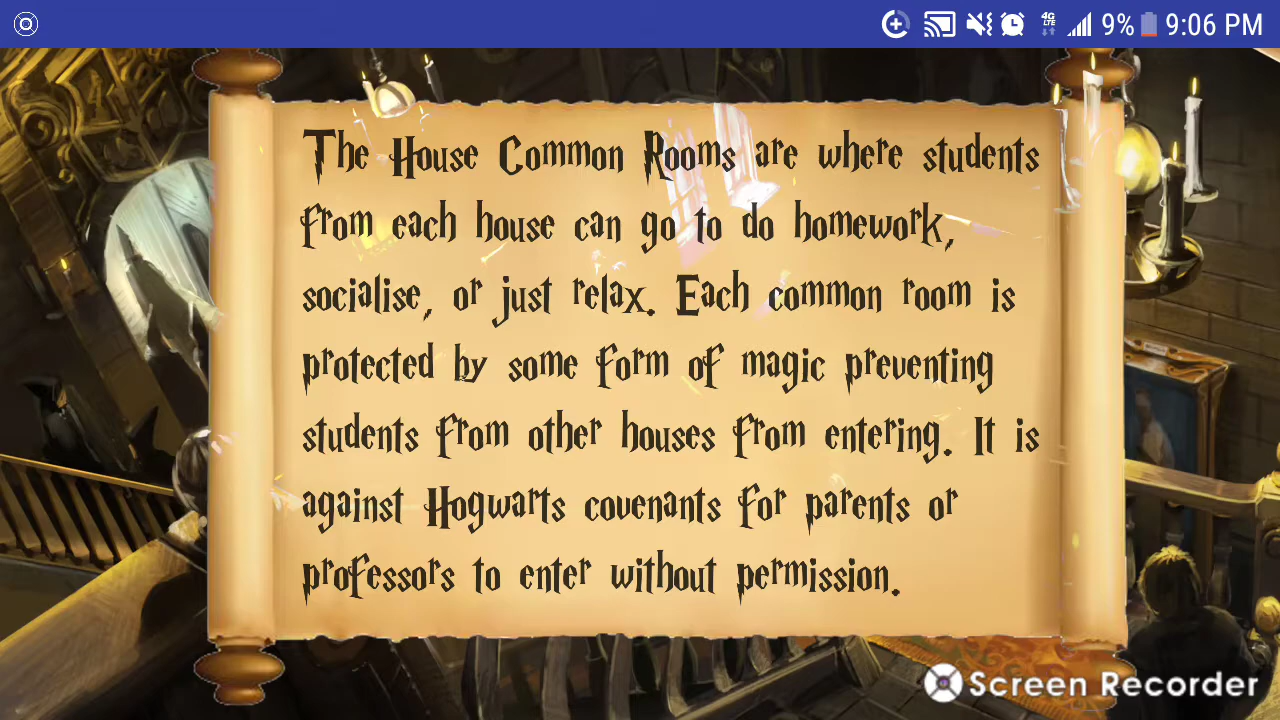 4G
LTE
9%
9:06 PM
The House Common Rooms are where students
from each house can go to do homework,
socialise, or just relax. Each common room is
protected by some form of magic preventing
students from other houses from entering. It is
against Hogwarts covenants for parents or
professors to enter without permission.
Screen Recorder